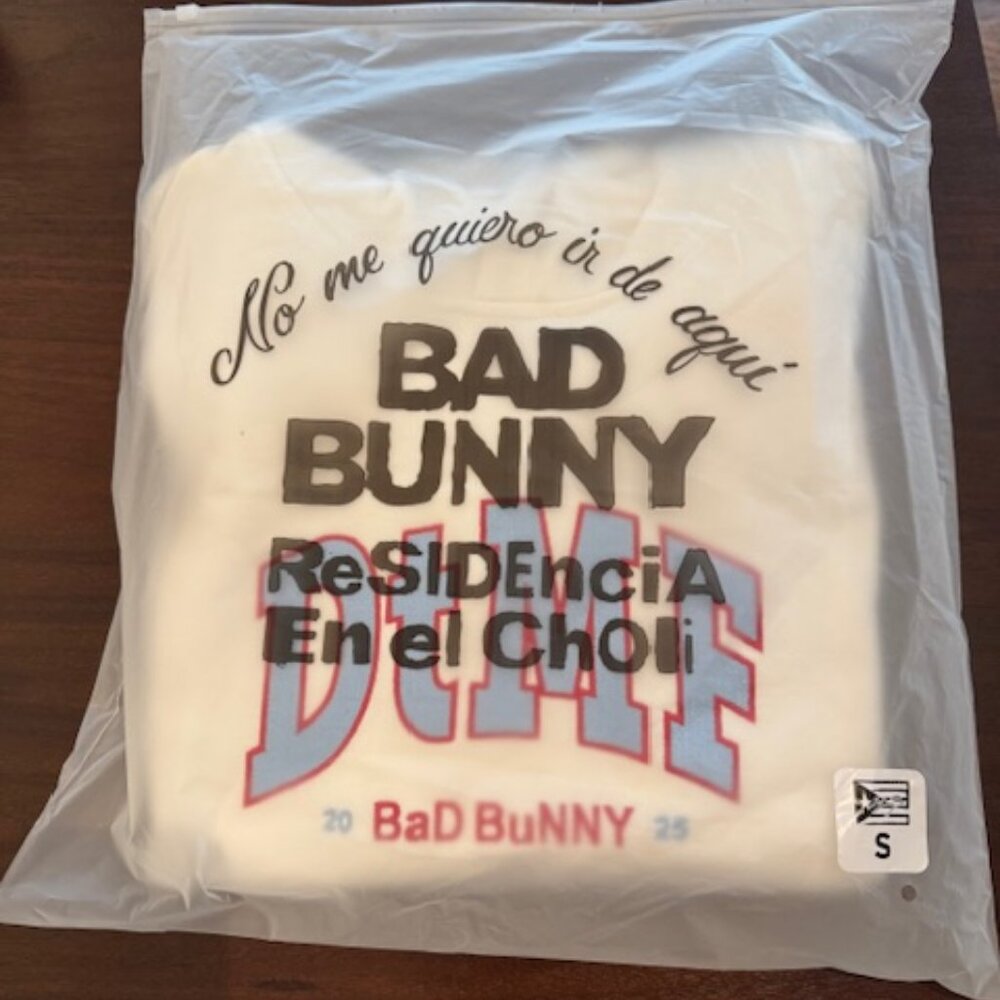 No me quiero ir de aquí
BAD
BUNNY
ReSIDEnciA
En el ChOli
DtMF
20 BaD BuNNY 25
S